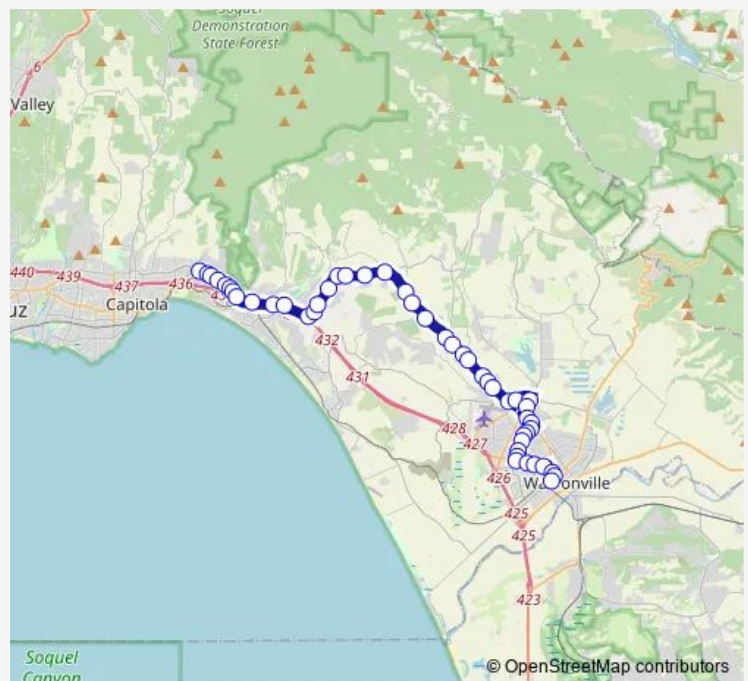 Soquel
Demonstration
State Forest
6
Valley
440
439
437
436
Capitola
UZ
432
431
428
427
426
Watsonville
425
425
423
Soquel
Canyon
© OpenStreetMap contributors